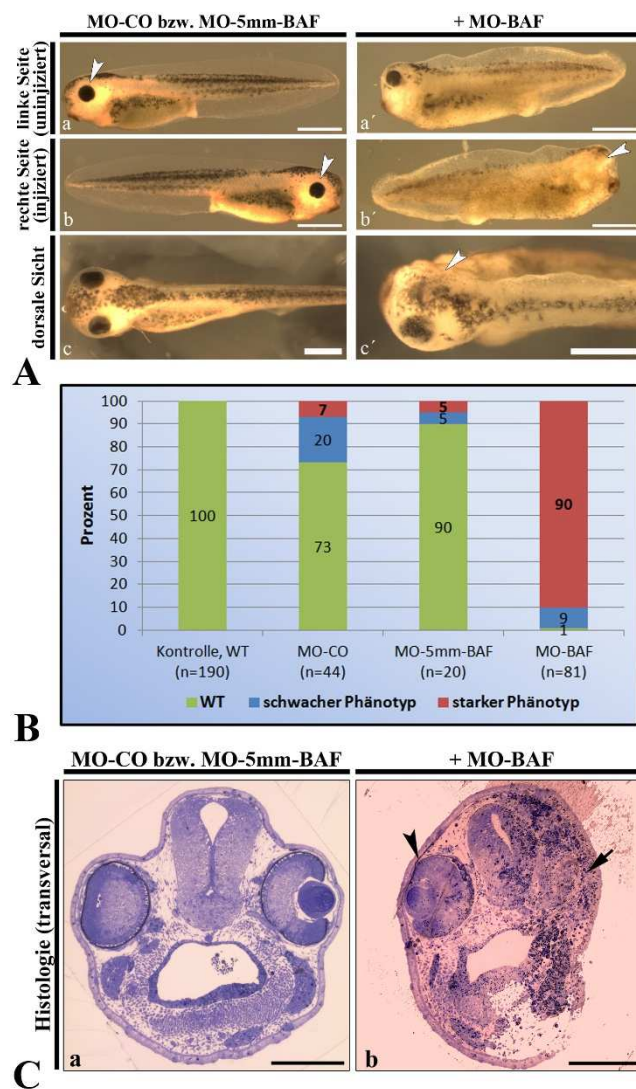 MO-CO bzw. MO-5mm-BAF
+ MO-BAF
linke Seite
(uninjiziert)
a
a´
rechte Seite
(injiziert)
b
b´
dorsale Sicht
c
c´
A
100
90
80
70
60
50
40
30
20
10
0
Prozent
100
7
20
73
5
5
90
90
9
1
Kontrolle, WT
(n=190)
MO-CO
(n=44)
MO-5mm-BAF
(n=20)
MO-BAF
(n=81)
WT
schwacher Phänotyp
starker Phänotyp
B
MO-CO bzw. MO-5mm-BAF
+ MO-BAF
Histologie (transversal)
a
b
C